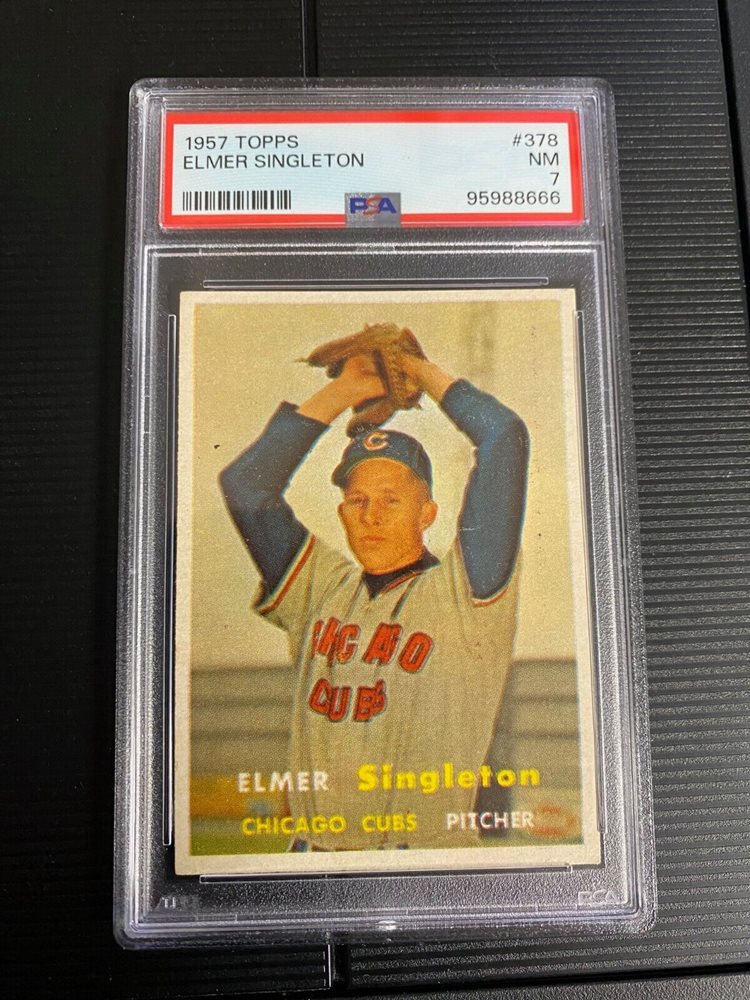 1957 TOPPS #378
ELMER SINGLETON NM
7
PSA 95988666
C
CHICAGO
CUBS
ELMER Singleton
CHICAGO CUBS PITCHER